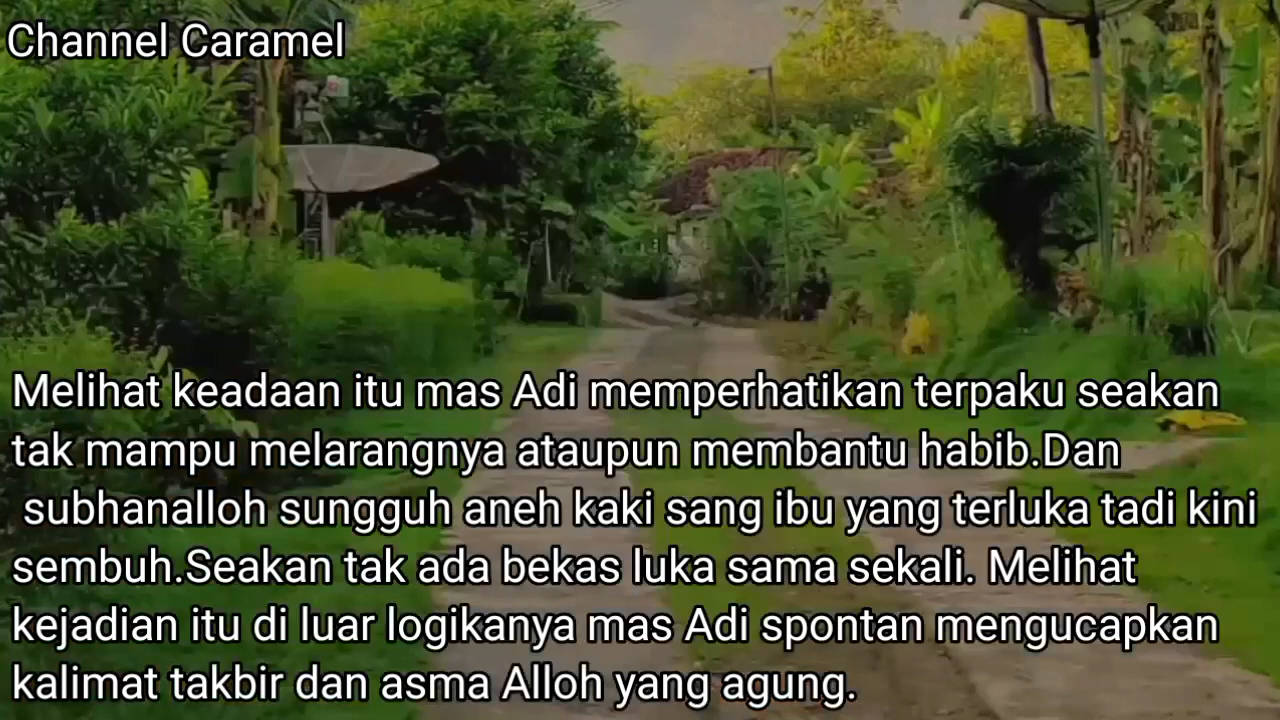 Channel Caramel
Melihat keadaan itu mas Adi memperhatikan terpaku seakan
tak mampu melarangnya ataupun membantu habib.Dan
subhanalloh sungguh aneh kaki sang ibu yang terluka tadi kini
sembuh.Seakan tak ada bekas luka sama sekali. Melihat
kejadian itu di luar logikanya mas Adi spontan mengucapkan
kalimat takbir dan asma Alloh yang agung.